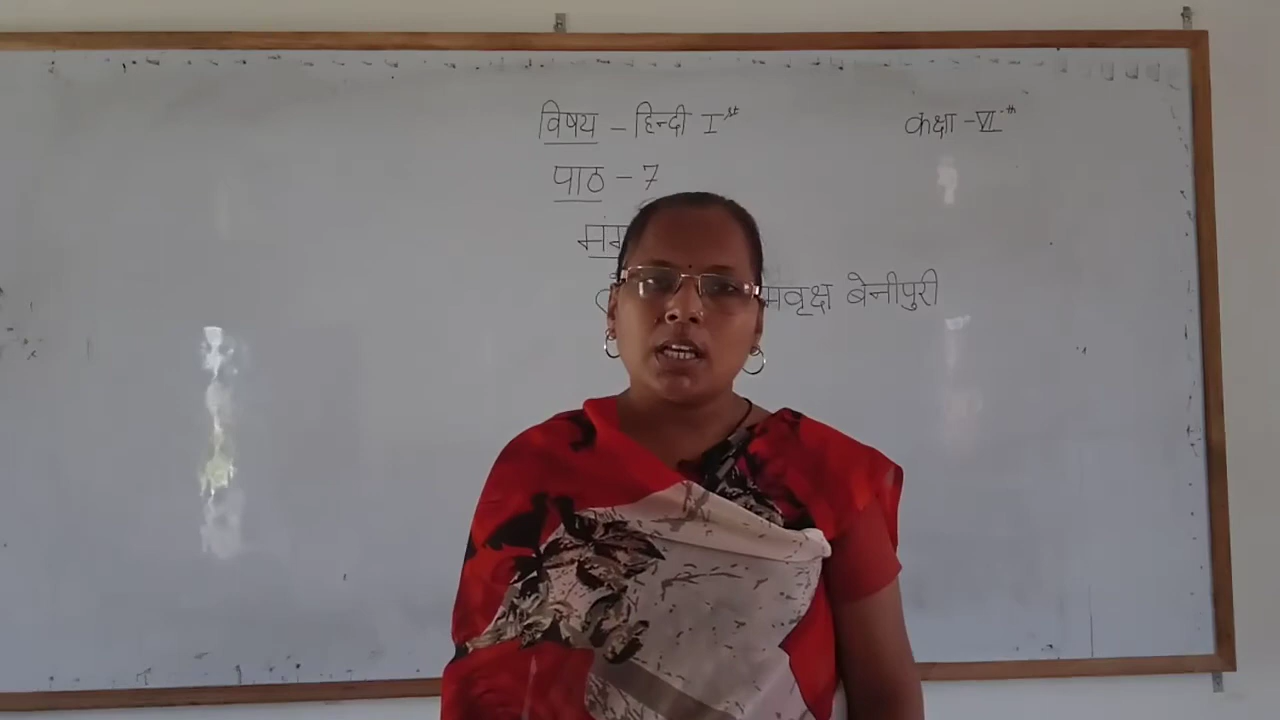 विषय - हिन्दी Ist
कक्षा - VIth
पाठ - 7
बेनीपुरी